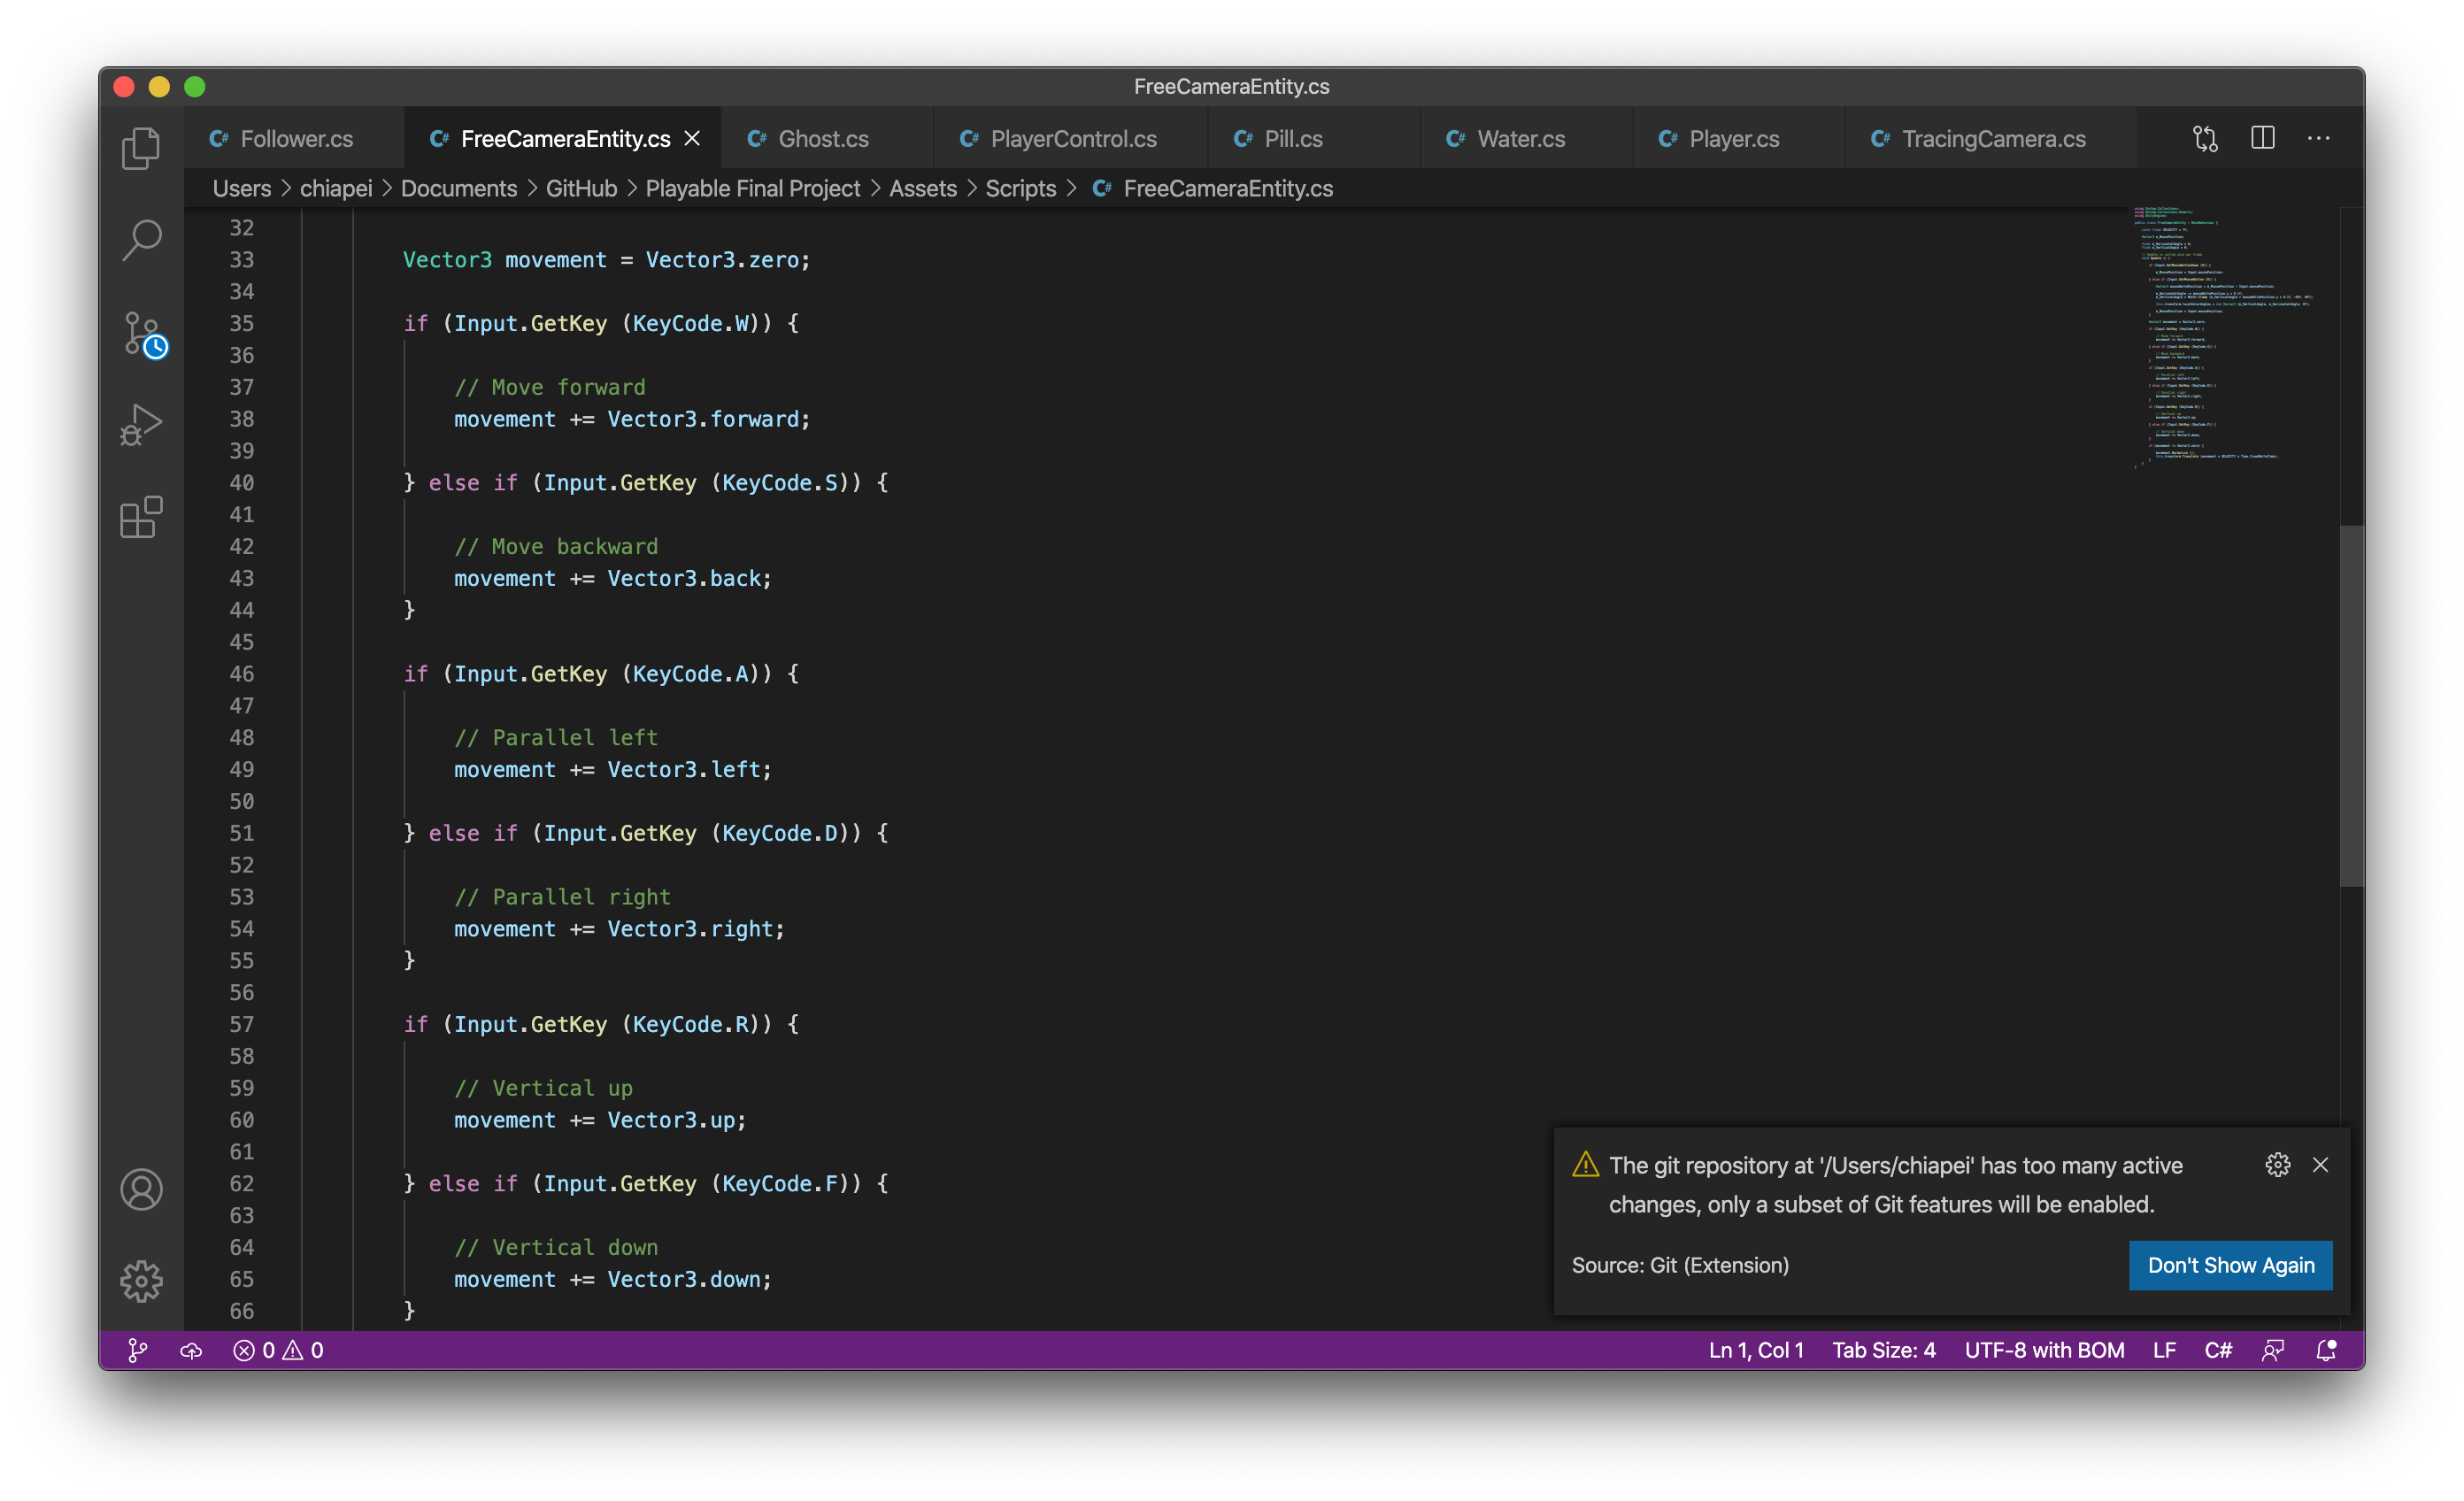 FreeCameraEntity.cs
C# Follower.cs C# FreeCameraEntity.cs C# Ghost.cs C# PlayerControl.cs C# Pill.cs C# Water.cs C# Player.cs C# TracingCamera.cs
Users > chiapei > Documents > GitHub > Playable Final Project > Assets > Scripts > C# FreeCameraEntity.cs
32
33 Vector3 movement = Vector3.zero;
34
35 if (Input.GetKey (KeyCode.W)) {
36
37 // Move forward
38 movement += Vector3.forward;
39
40 } else if (Input.GetKey (KeyCode.S)) {
41
42 // Move backward
43 movement += Vector3.back;
44 }
45
46 if (Input.GetKey (KeyCode.A)) {
47
48 // Parallel left
49 movement += Vector3.left;
50
51 } else if (Input.GetKey (KeyCode.D)) {
52
53 // Parallel right
54 movement += Vector3.right;
55 }
56
57 if (Input.GetKey (KeyCode.R)) {
58
59 // Vertical up
60 movement += Vector3.up;
61
62 } else if (Input.GetKey (KeyCode.F)) {
63
64 // Vertical down
65 movement += Vector3.down;
66 }
The git repository at '/Users/chiapei' has too many active
changes, only a subset of Git features will be enabled.
Source: Git (Extension) Don't Show Again
0 0 Ln 1, Col 1 Tab Size: 4 UTF-8 with BOM LF C#